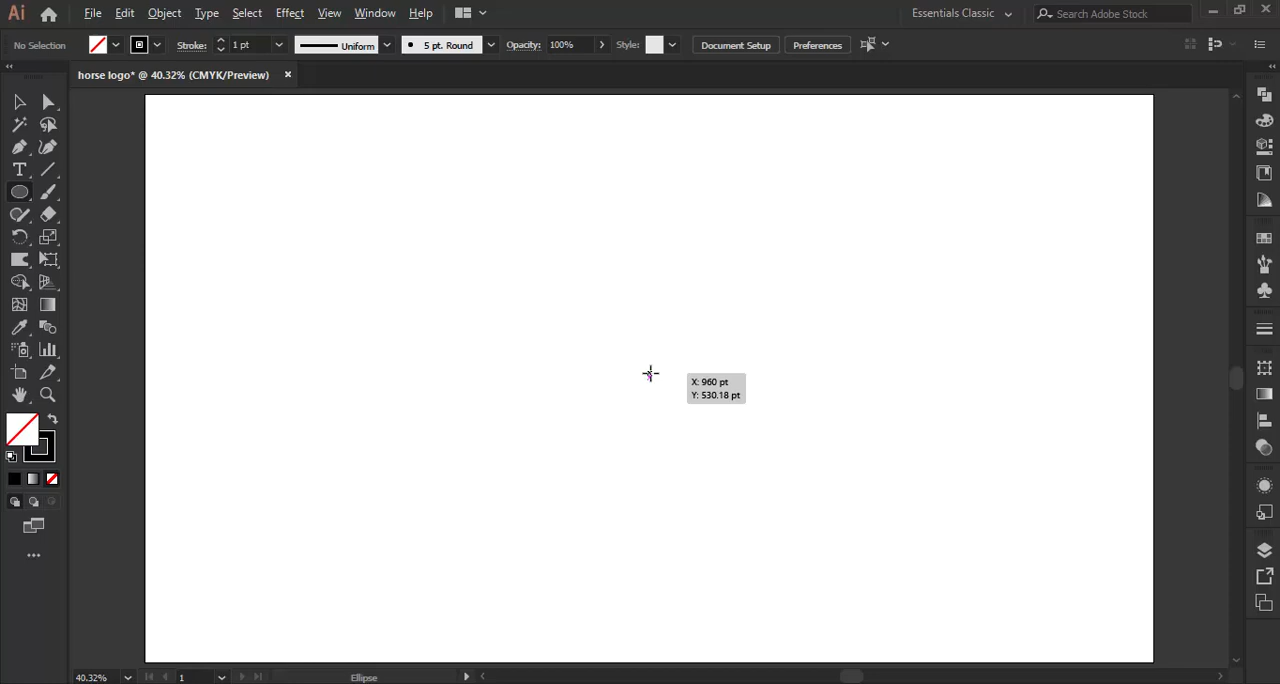 Ai File Edit Object Type Select Effect View Window Help Essentials Classic Search Adobe Stock
No Selection Stroke: 1 pt Uniform 5 pt. Round Opacity: 100% Style: Document Setup Preferences
horse logo* @ 40.32% (CMYK/Preview) ×
X: 960 pt
Y: 530.18 pt
40.32% 1 Ellipse